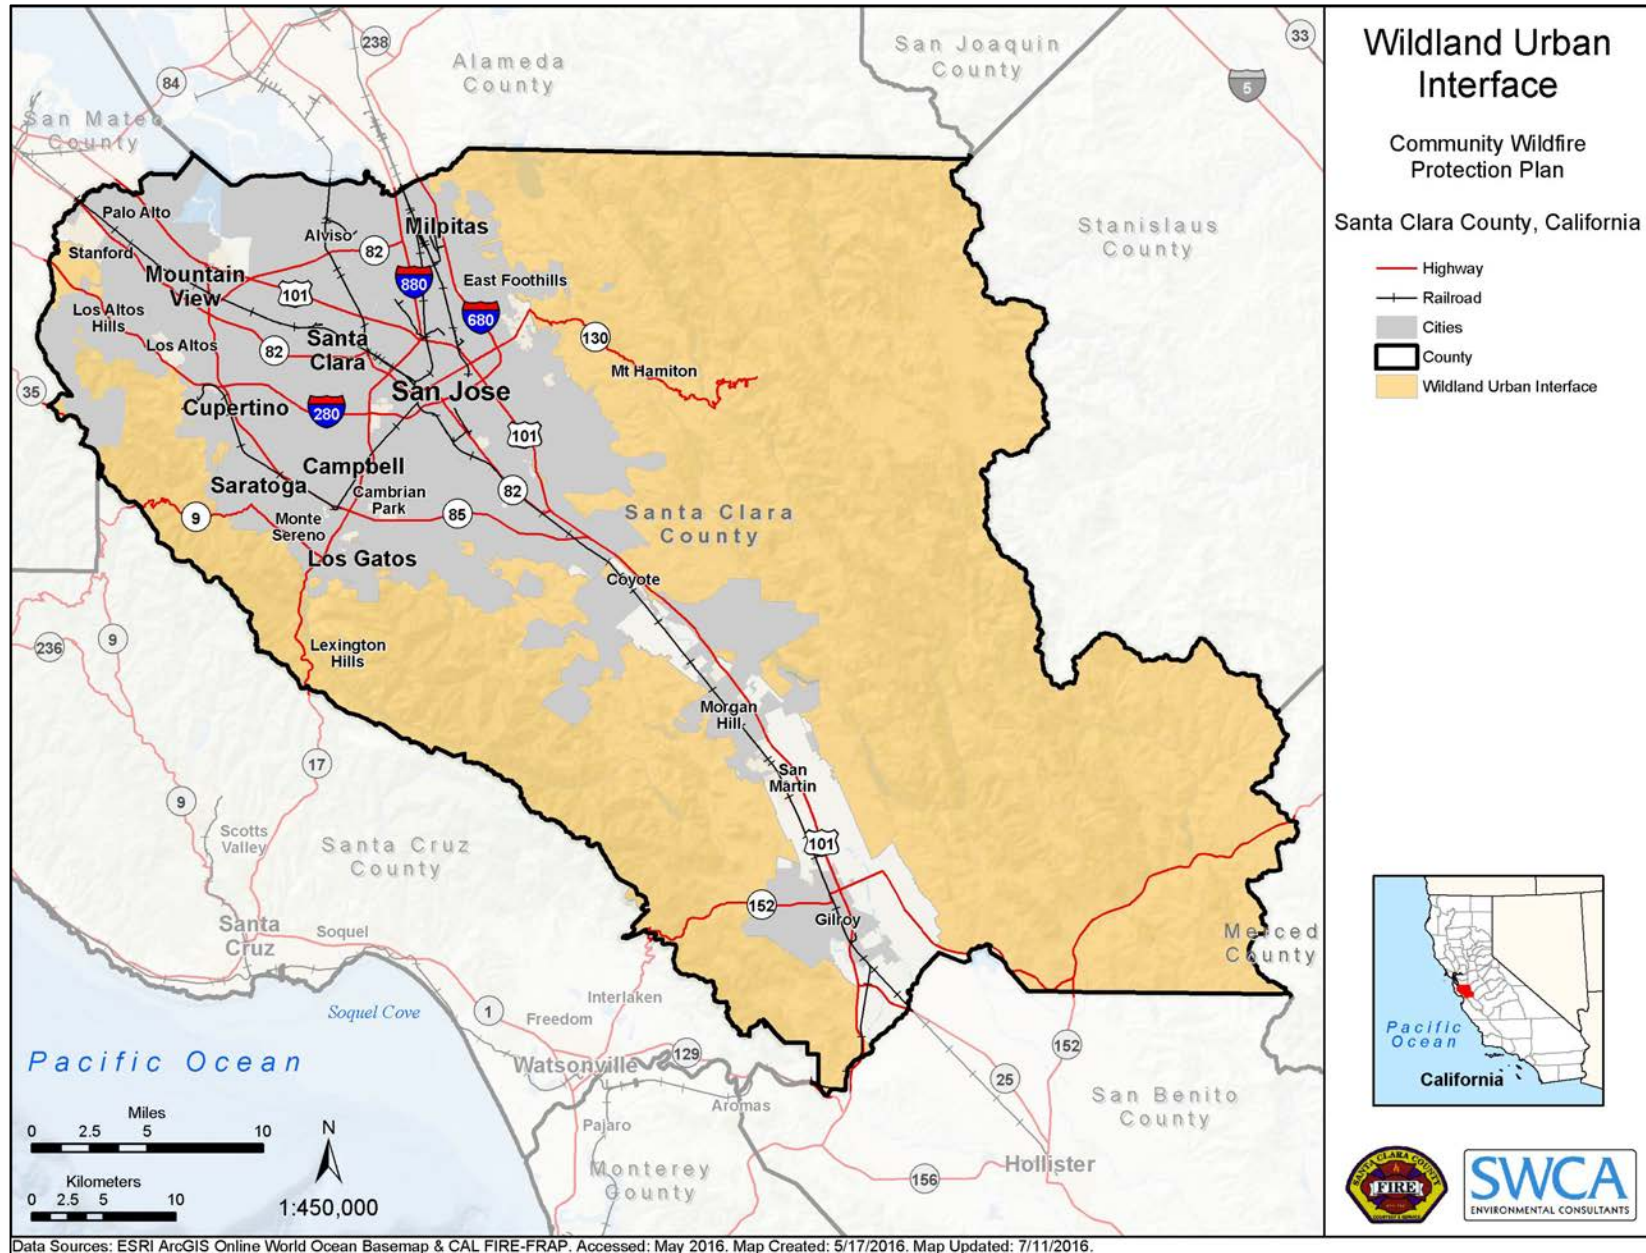 Wildland Urban
Interface
Community Wildfire
Protection Plan
Santa Clara County, California
Highway
Railroad
Cities
County
Wildland Urban Interface
238
Alameda
County
San Joaquin
County
33
5
84
San Mateo
County
Stanislaus
County
Palo Alto
Alviso
82
Milpitas
Stanford
Mountain
View
101
880
East Foothills
680
Los Altos
Hills
Los Altos
82
Santa
Clara
130
Mt Hamiton
35
San Jose
Cupertino
280
101
Campbell
Saratoga
Cambrian
Park
82
9
Monte
Sereno
85
Santa Clara
County
Los Gatos
Coyote
236
9
Lexington
Hills
Morgan
Hill
17
San
Martin
9
Scotts
Valley
Santa Cruz
County
101
152
Gilroy
Santa
Cruz
Soquel
Merced
County
Soquel Cove
Interlaken
Freedom
1
Pacific Ocean
Watsonville
129
152
25
Aromas
San Benito
County
Pajaro
Monterey
County
156
Hollister
Miles
0 2.5 5 10
Kilometers
0 2.5 5 10
N
1:450,000
Pacific
Ocean
California
SANTA CLARA COUNTY
FIRE
COURTESY & SERVICE
SWCA
ENVIRONMENTAL CONSULTANTS
Data Sources: ESRI ArcGIS Online World Ocean Basemap & CAL FIRE-FRAP. Accessed: May 2016. Map Created: 5/17/2016. Map Updated: 7/11/2016.